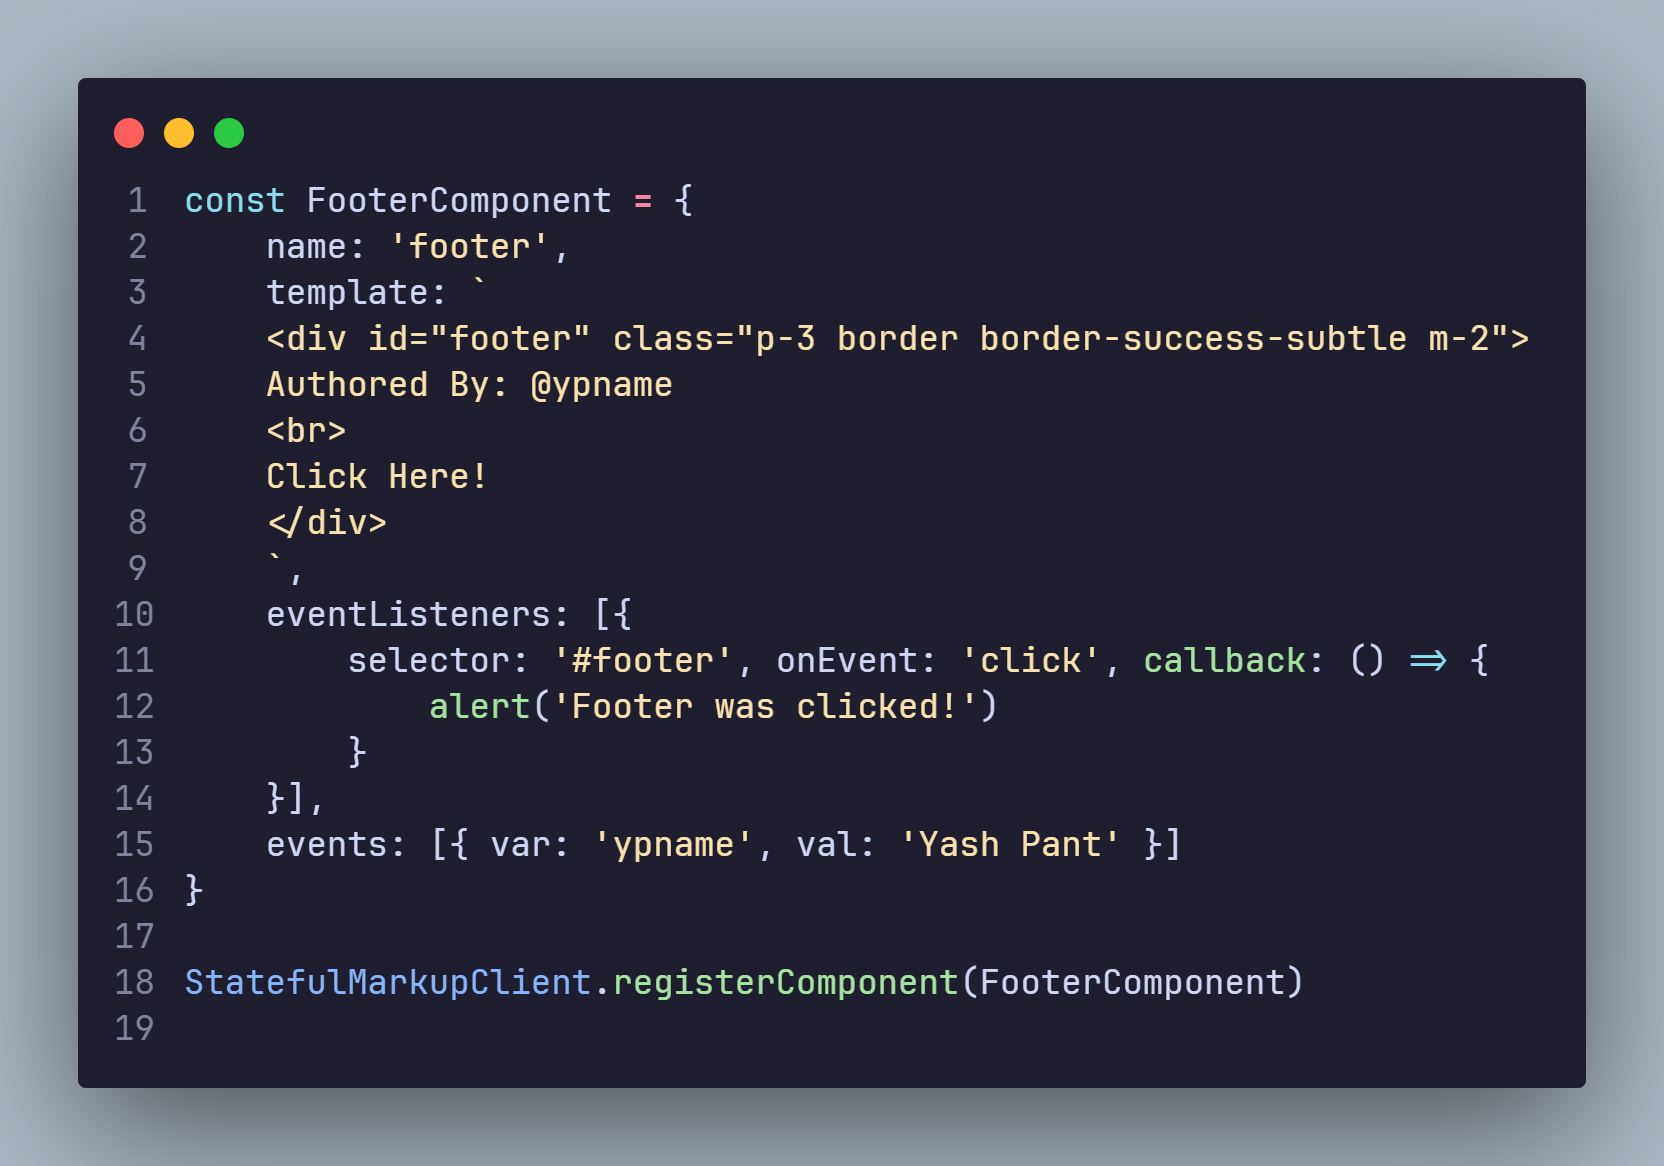 1 const FooterComponent = {
2     name: 'footer',
3     template: `
4     <div id="footer" class="p-3 border border-success-subtle m-2">
5     Authored By: @ypname
6     <br>
7     Click Here!
8     </div>
9     `,
10     eventListeners: [{
11         selector: '#footer', onEvent: 'click', callback: () => {
12             alert('Footer was clicked!')
13         }
14     }],
15     events: [{ var: 'ypname', val: 'Yash Pant' }]
16 }
17
18 StatefulMarkupClient.registerComponent(FooterComponent)
19